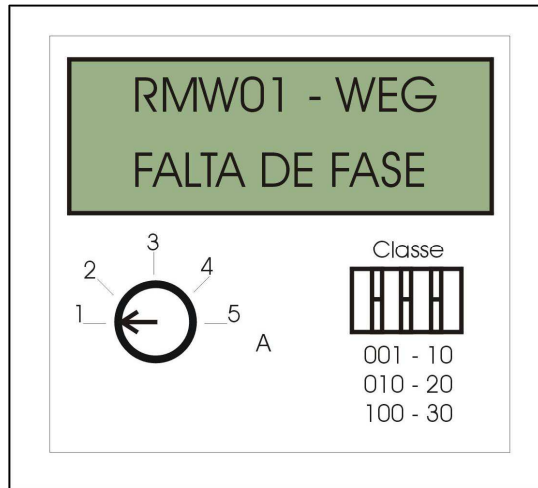 RMW01 - WEG
FALTA DE FASE
3
2 4
1 5
A
Classe
001 - 10
010 - 20
100 - 30